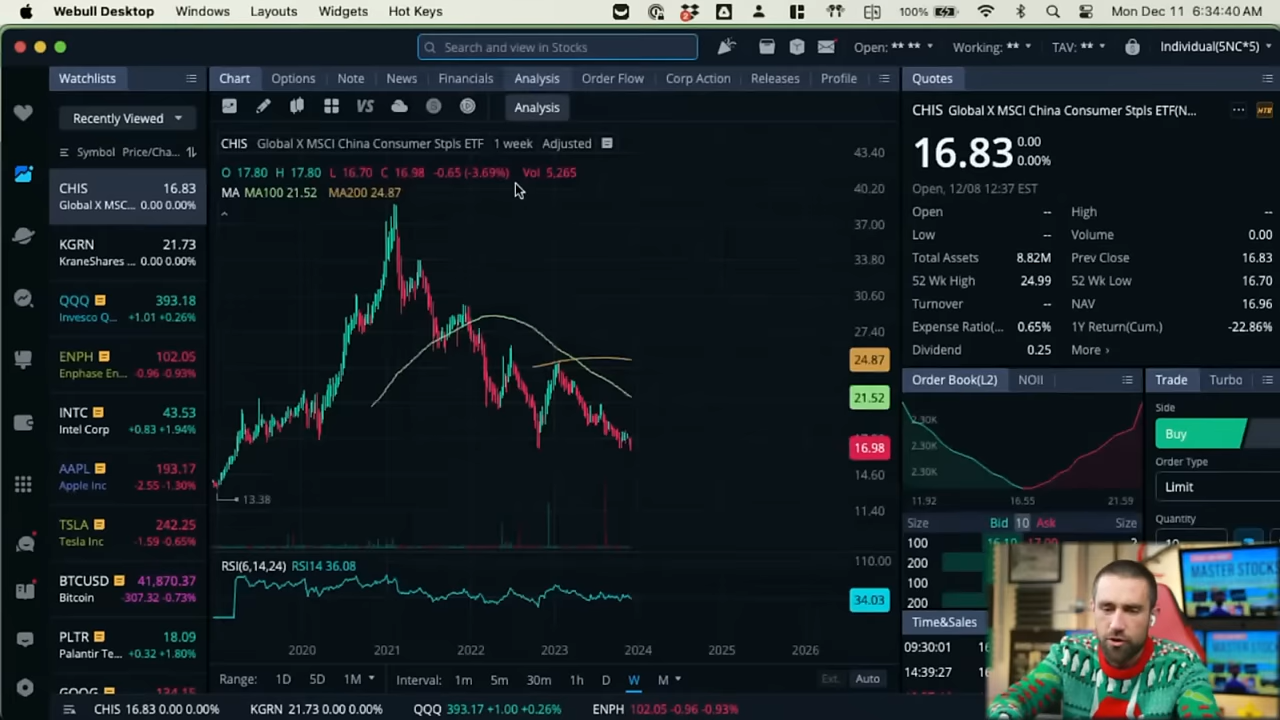 Webull Desktop Windows Layouts Widgets Hot Keys 100% Mon Dec 11 6:34:40 AM
Search and view in Stocks Open: ** ** Working: ** TAV: ** Individual(5NC*5)
Watchlists
Chart Options Note News Financials Analysis Order Flow Corp Action Releases Profile
Quotes
Recently Viewed
VS Analysis
Symbol Price/Cha...
CHIS 16.83
Global X MSC... 0.00 0.00%
KGRN 21.73
KraneShares ... 0.00 0.00%
QQQ 393.18
Invesco Q... +1.01 +0.26%
ENPH 102.05
Enphase En... -0.96 -0.93%
INTC 43.53
Intel Corp +0.83 +1.94%
AAPL 193.17
Apple Inc -2.55 -1.30%
TSLA 242.25
Tesla Inc -1.59 -0.65%
BTCUSD 41,870.37
Bitcoin -307.32 -0.73%
PLTR 18.09
Palantir Te... +0.32 +1.80%
GOOG 134.15
CHIS Global X MSCI China Consumer Stpls ETF 1 week Adjusted
O 17.80 H 17.80 L 16.70 C 16.98 -0.65 (-3.69%) Vol 5,265
MA MA100 21.52 MA200 24.87
43.40
40.20
37.00
33.80
30.60
27.40
24.87
21.52
16.98
14.60
11.40
13.38
RSI(6,14,24) RSI14 36.08
110.00
34.03
2020 2021 2022 2023 2024 2025 2026
Range: 1D 5D 1M Interval: 1m 5m 30m 1h D W M Ext. Auto
CHIS Global X MSCI China Consumer Stpls ETF(N...
16.83 0.00
0.00%
Open, 12/08 12:37 EST
Open -- High --
Low -- Volume 0.00
Total Assets 8.82M Prev Close 16.83
52 Wk High 24.99 52 Wk Low 16.70
Turnover -- NAV 16.96
Expense Ratio(... 0.65% 1Y Return(Cum.) -22.86%
Dividend 0.25 More ›
Order Book(L2) NOII
2.30K
2.30K
2.30K
11.92 16.55 21.59
Size Bid 10 Ask Size
100
200
100
200
Time&Sales
09:30:01
14:39:27
Trade Turbo
Side
Buy
Order Type
Limit
Quantity
MASTER STOCKS
CHIS 16.83 0.00 0.00% KGRN 21.73 0.00 0.00% QQQ 393.17 +1.00 +0.26% ENPH 102.05 -0.96 -0.93%